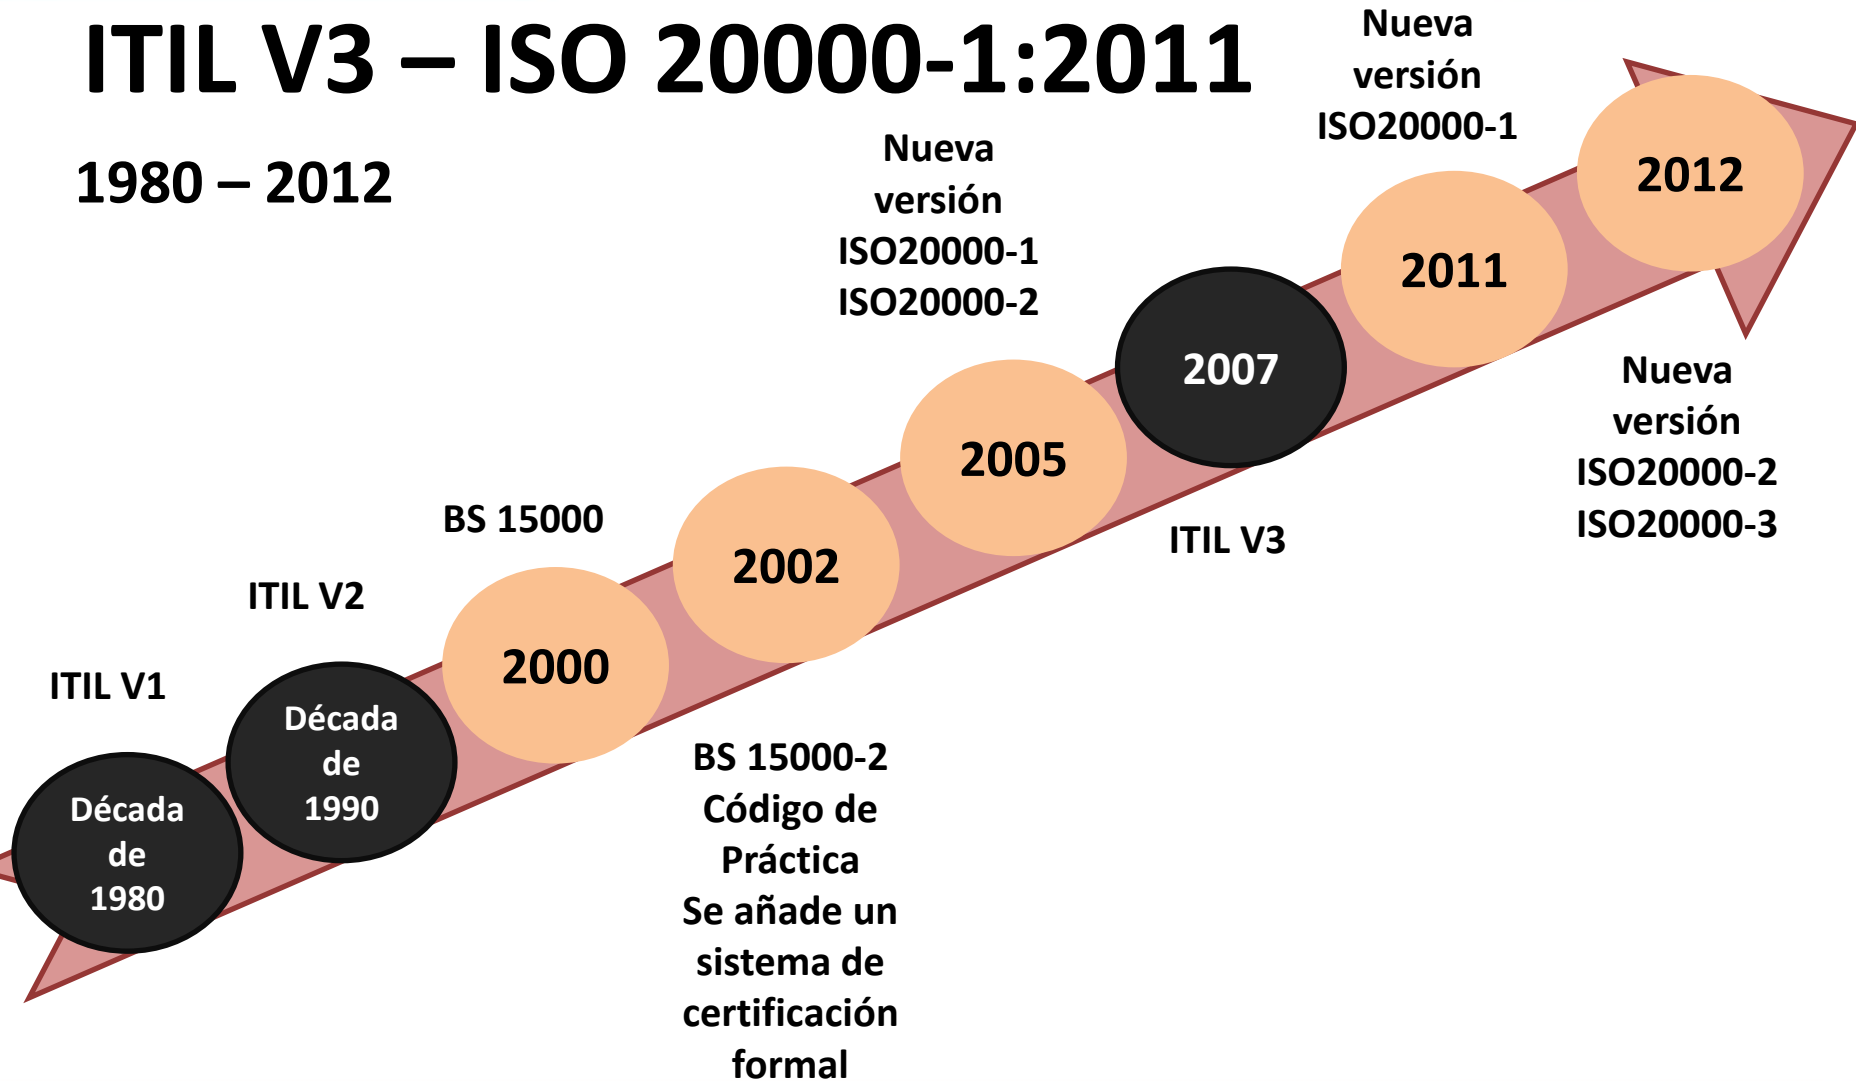 ITIL V3 – ISO 20000-1:2011
1980 – 2012
ITIL V1
Década
de
1980
ITIL V2
Década
de
1990
BS 15000
2000
2002
BS 15000-2
Código de
Práctica
Se añade un
sistema de
certificación
formal
Nueva
versión
ISO20000-1
ISO20000-2
2005
2007
ITIL V3
Nueva
versión
ISO20000-1
2011
2012
Nueva
versión
ISO20000-2
ISO20000-3